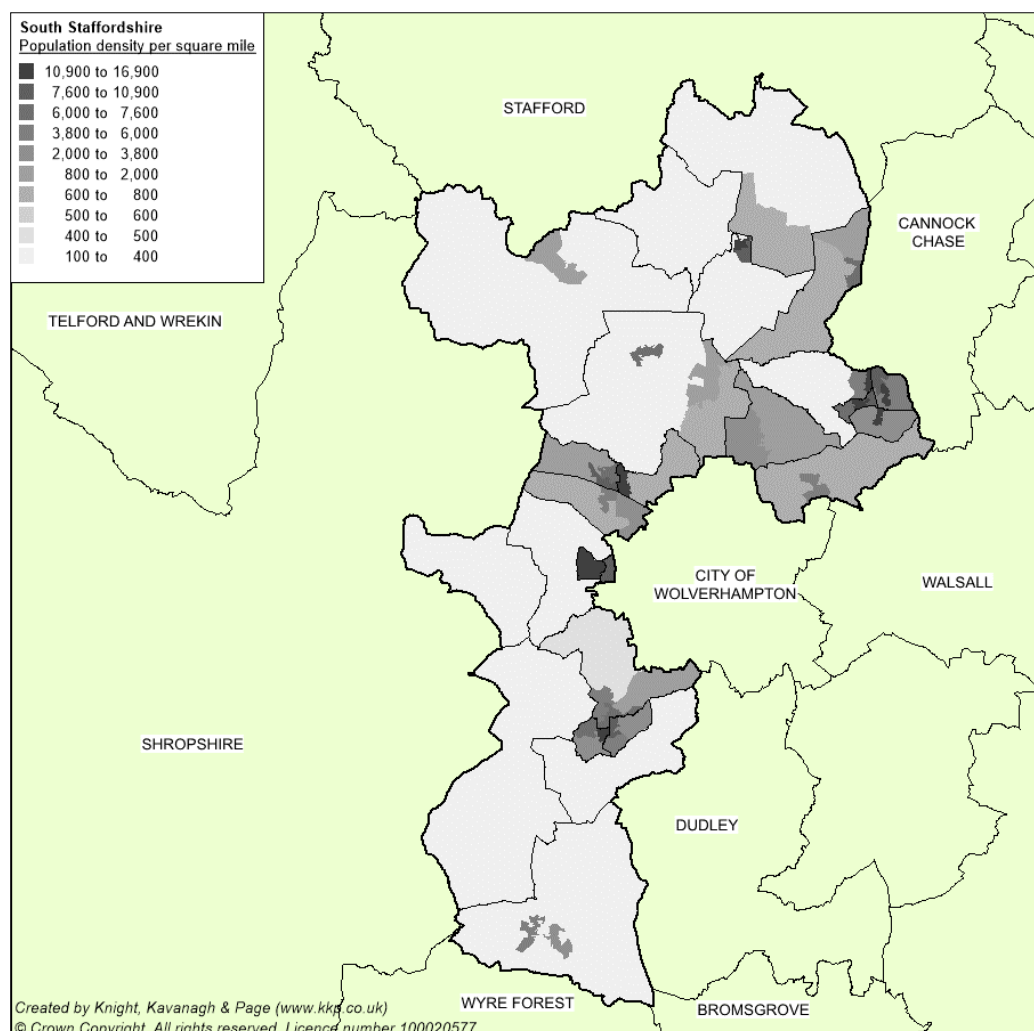 South Staffordshire
Population density per square mile
10,900 to 16,900
7,600 to 10,900
6,000 to 7,600
3,800 to 6,000
2,000 to 3,800
800 to 2,000
600 to 800
500 to 600
400 to 500
100 to 400
STAFFORD
CANNOCK
CHASE
TELFORD AND WREKIN
CITY OF
WOLVERHAMPTON
WALSALL
SHROPSHIRE
DUDLEY
WYRE FOREST
BROMSGROVE
Created by Knight, Kavanagh & Page (www.kkp.co.uk)
© Crown Copyright. All rights reserved. Licence number 100020577